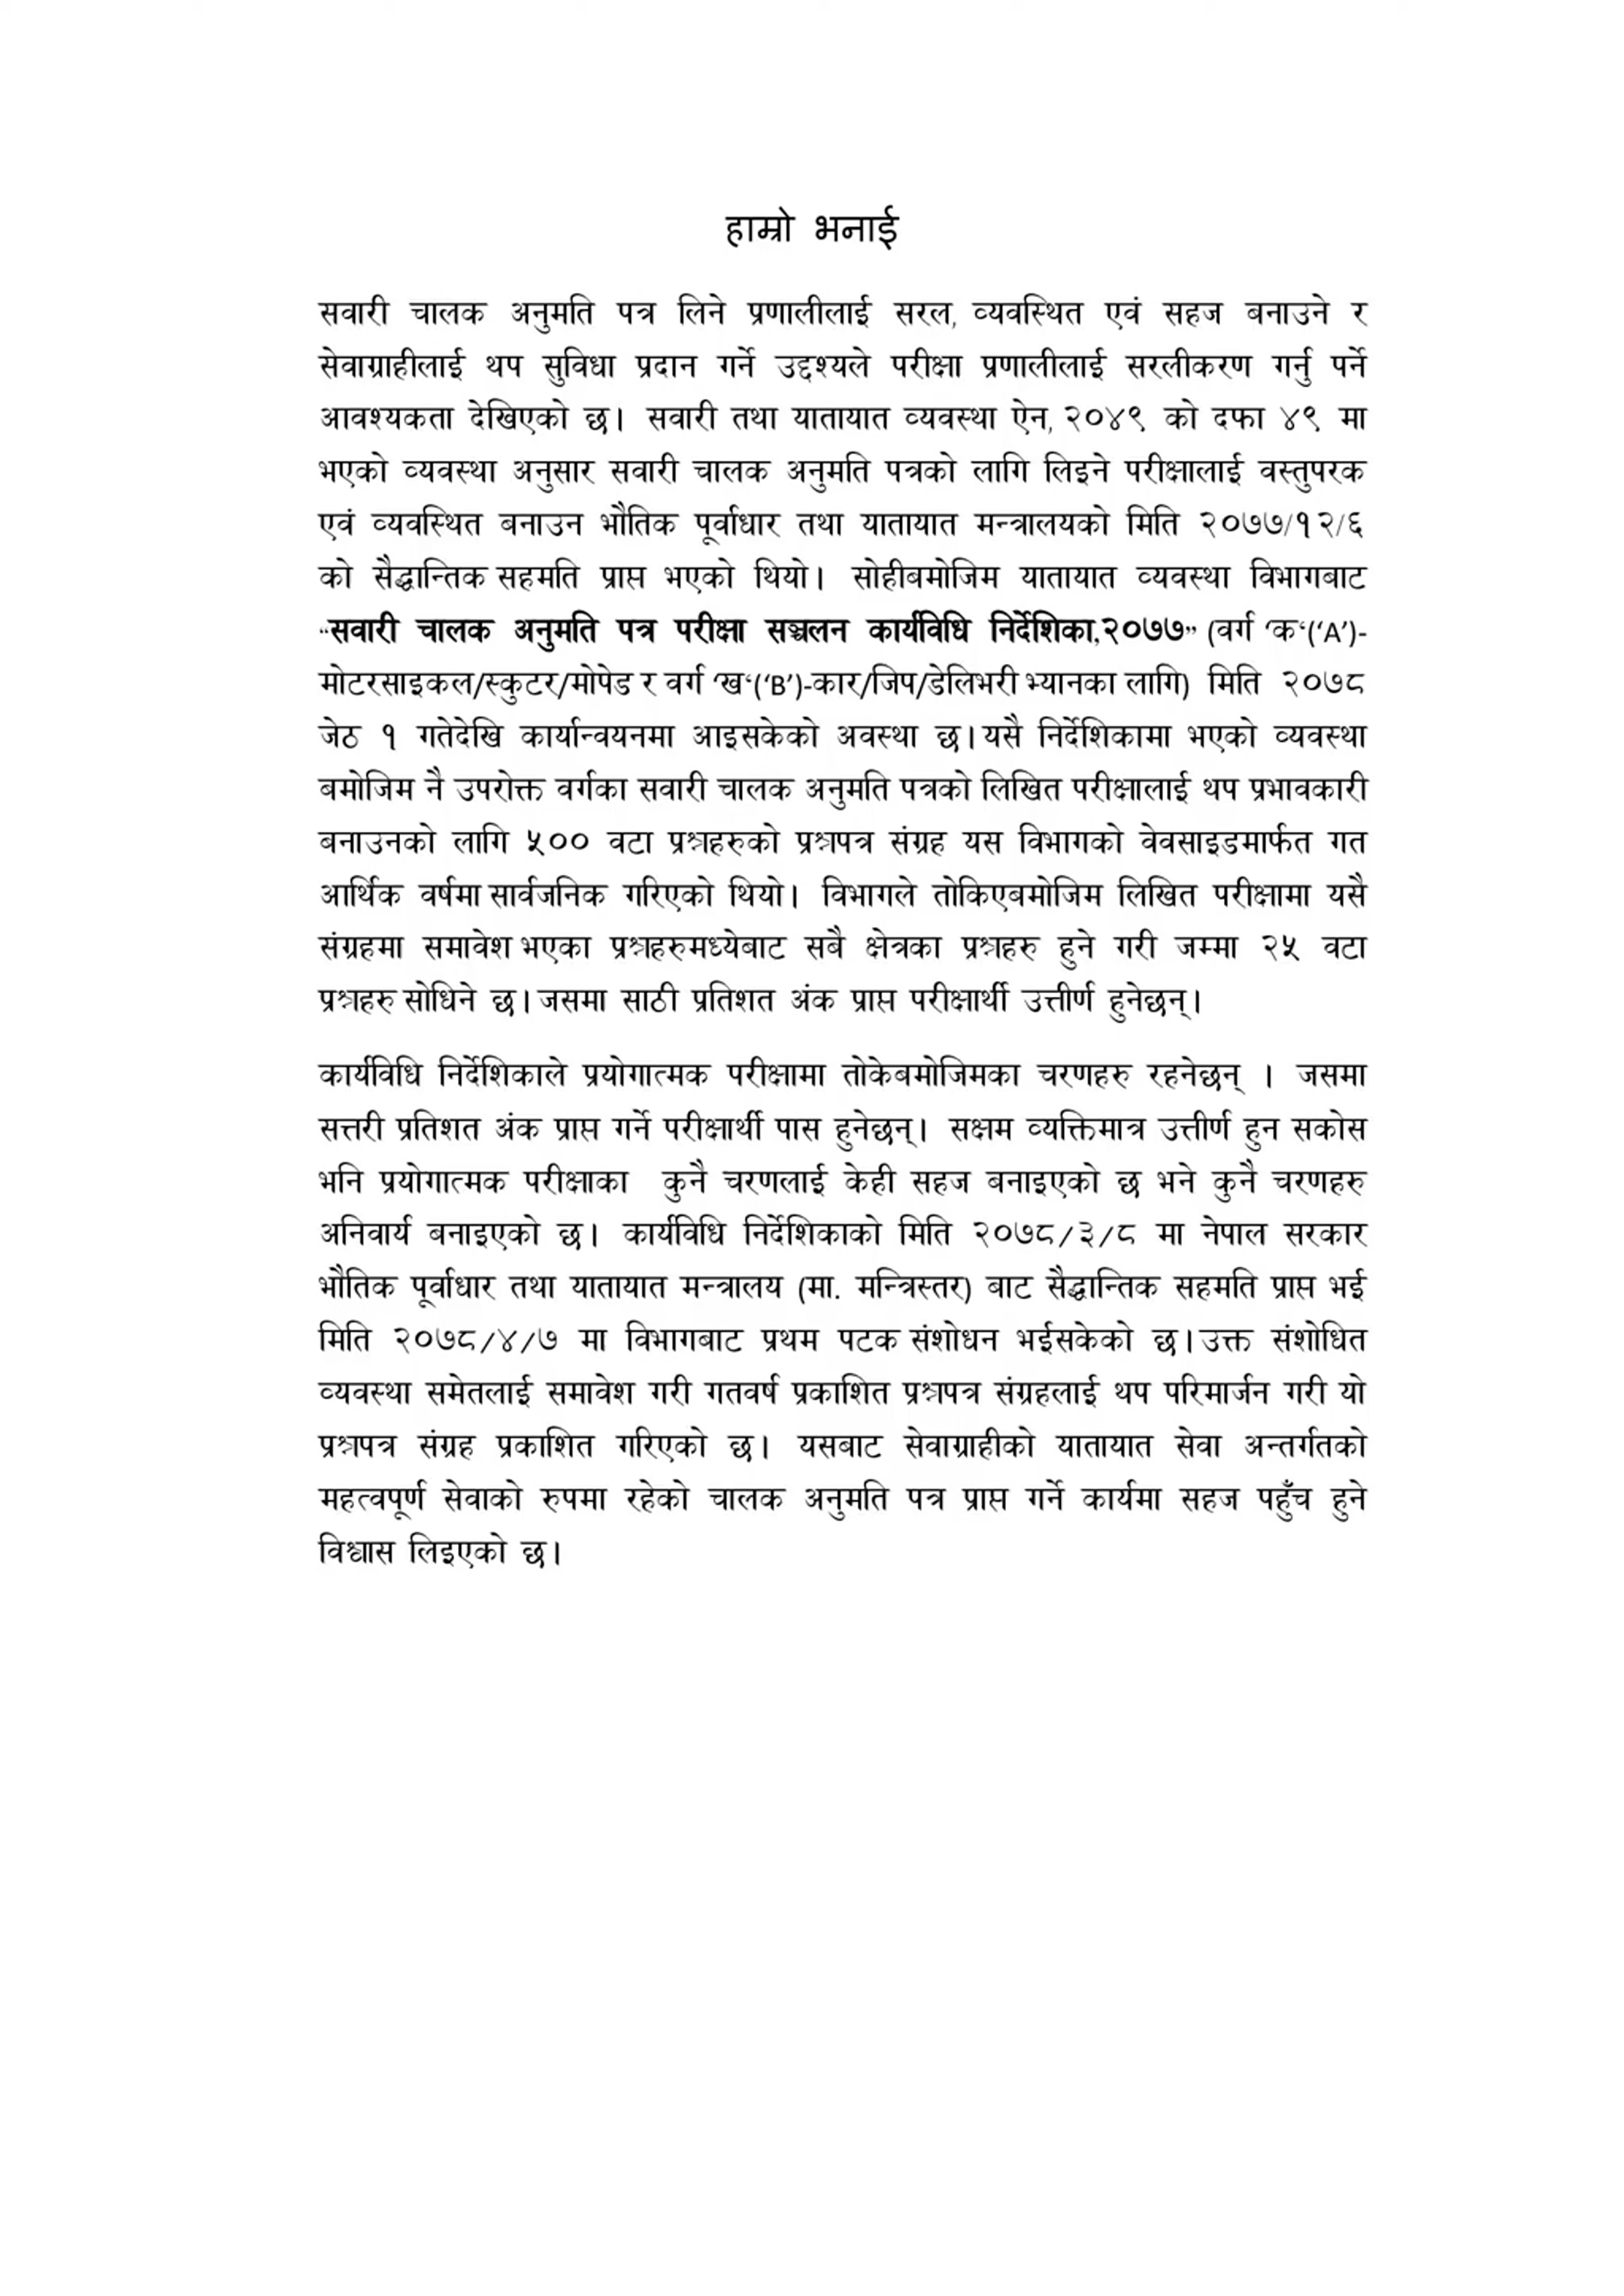 हाम्रो भनाई
सवारी चालक अनुमति पत्र लिने प्रणालीलाई सरल, व्यवस्थित एवं सहज बनाउने र
सेवाग्राहीलाई थप सुविधा प्रदान गर्ने उद्दश्यले परीक्षा प्रणालीलाई सरलीकरण गर्नु पर्ने
आवश्यकता देखिएको छ। सवारी तथा यातायात व्यवस्था ऐन, २०४९ को दफा ४९ मा
भएको व्यवस्था अनुसार सवारी चालक अनुमति पत्रको लागि लिइने परीक्षालाई वस्तुपरक
एवं व्यवस्थित बनाउन भौतिक पूर्वाधार तथा यातायात मन्त्रालयको मिति २०७७/१२/६
को सैद्धान्तिक सहमति प्राप्त भएको थियो। सोहीबमोजिम यातायात व्यवस्था विभागबाट
“सवारी चालक अनुमति पत्र परीक्षा सञ्चलन कार्यविधि निर्देशिका,२०७७” (वर्ग ‘क‘(‘A’)-
मोटरसाइकल/स्कुटर/मोपेड र वर्ग ‘ख‘(‘B’)-कार/जिप/डेलिभरी भ्यानका लागि) मिति २०७८
जेठ १ गतेदेखि कार्यान्वयनमा आइसकेको अवस्था छ। यसै निर्देशिकामा भएको व्यवस्था
बमोजिम नै उपरोक्त वर्गका सवारी चालक अनुमति पत्रको लिखित परीक्षालाई थप प्रभावकारी
बनाउनको लागि ५०० वटा प्रश्नहरुको प्रश्नपत्र संग्रह यस विभागको वेवसाइडमार्फत गत
आर्थिक वर्षमा सार्वजनिक गरिएको थियो। विभागले तोकिएबमोजिम लिखित परीक्षामा यसै
संग्रहमा समावेश भएका प्रश्नहरुमध्येबाट सबै क्षेत्रका प्रश्नहरु हुने गरी जम्मा २५ वटा
प्रश्नहरु सोधिने छ। जसमा साठी प्रतिशत अंक प्राप्त परीक्षार्थी उत्तीर्ण हुनेछन्।
कार्यविधि निर्देशिकाले प्रयोगात्मक परीक्षामा तोकेबमोजिमका चरणहरु रहनेछन् । जसमा
सत्तरी प्रतिशत अंक प्राप्त गर्ने परीक्षार्थी पास हुनेछन्। सक्षम व्यक्तिमात्र उत्तीर्ण हुन सकोस
भनि प्रयोगात्मक परीक्षाका कुनै चरणलाई केही सहज बनाइएको छ भने कुनै चरणहरु
अनिवार्य बनाइएको छ। कार्यविधि निर्देशिकाको मिति २०७८/३/८ मा नेपाल सरकार
भौतिक पूर्वाधार तथा यातायात मन्त्रालय (मा. मन्त्रिस्तर) बाट सैद्धान्तिक सहमति प्राप्त भई
मिति २०७८/४/७ मा विभागबाट प्रथम पटक संशोधन भईसकेको छ। उक्त संशोधित
व्यवस्था समेतलाई समावेश गरी गतवर्ष प्रकाशित प्रश्नपत्र संग्रहलाई थप परिमार्जन गरी यो
प्रश्नपत्र संग्रह प्रकाशित गरिएको छ। यसबाट सेवाग्राहीको यातायात सेवा अन्तर्गतको
महत्वपूर्ण सेवाको रुपमा रहेको चालक अनुमति पत्र प्राप्त गर्ने कार्यमा सहज पहुँच हुने
विश्वास लिइएको छ।